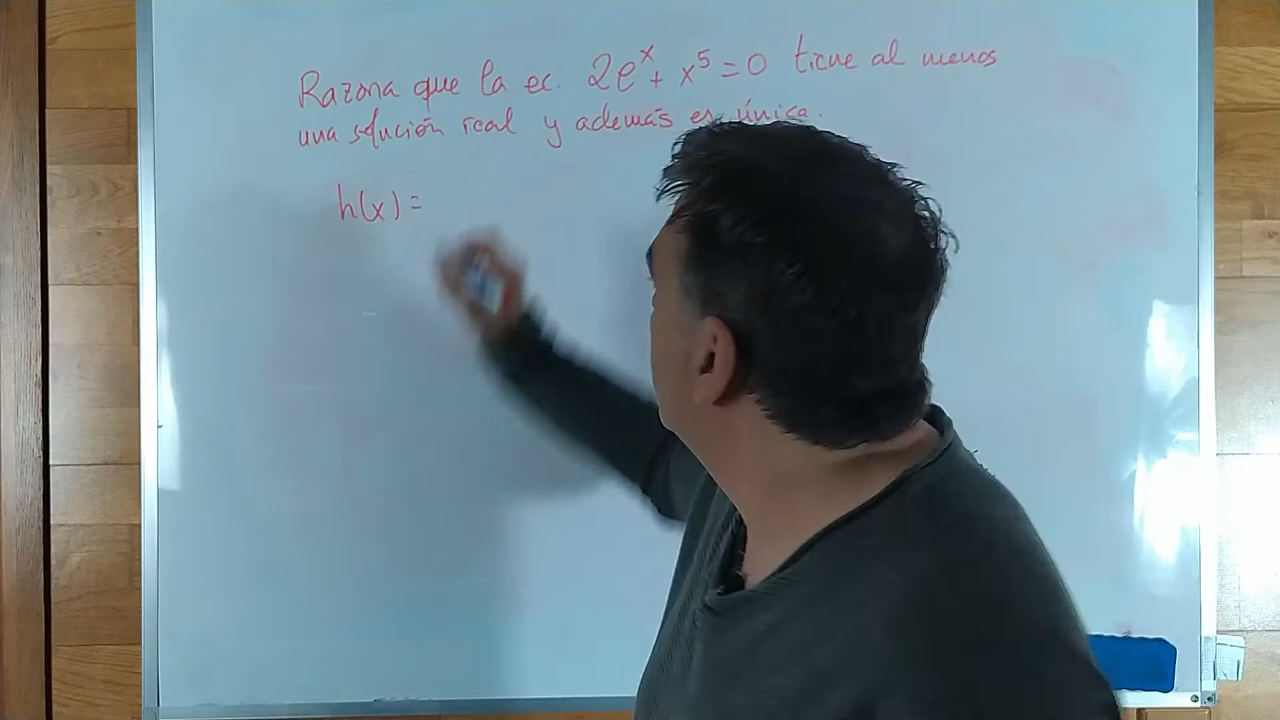 Razona que la ec. 2e^x + x^5 = 0 tiene al menos
una solución real y además es única.
h(x) =